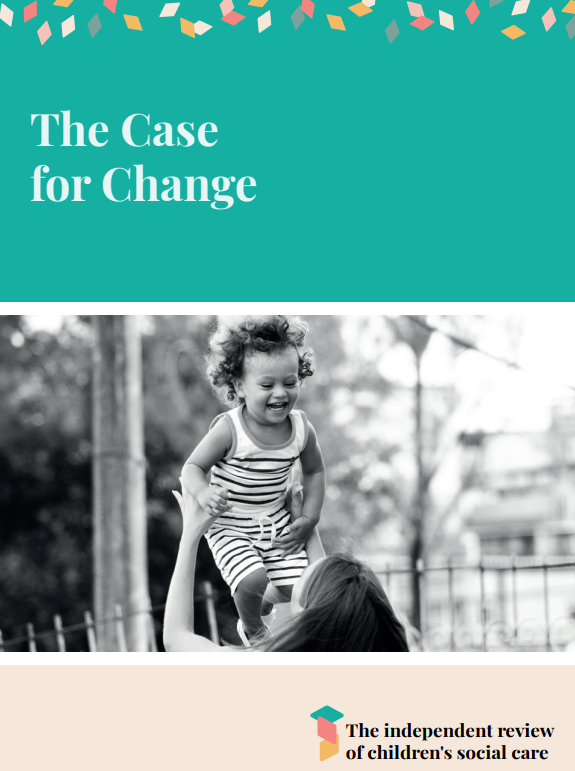 The Case
for Change
The independent review
of children's social care